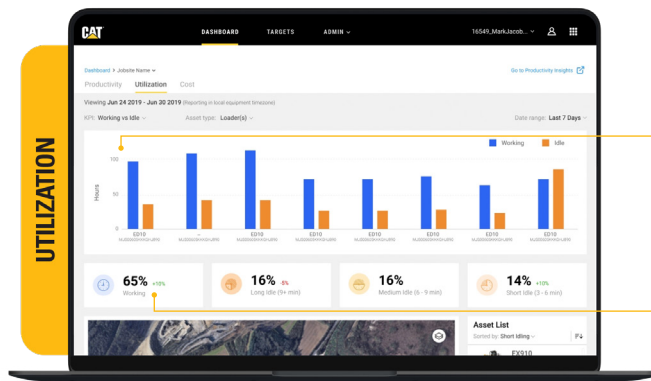 UTILIZATION
CAT
DASHBOARD TARGETS ADMIN
16549_MarkJacob...
Dashboard > Jobsite Name
Go to Productivity Insights
Productivity Utilization Cost
Viewing Jun 24 2019 - Jun 30 2019 (Reporting in local equipment timezone)
KPI: Working vs Idle Asset type: Loader(s) Date range: Last 7 Days
Working Idle
Hours
100
50
0
ED10 - ED10 ED10 ED10 ED10 ED10 ED10
65% +10%
Working
16% -5%
Long Idle (9+ min)
16%
Medium Idle (6 - 9 min)
14% +10%
Short Idle (3 - 6 min)
Asset List
Sorted by: Short Idling
EX910